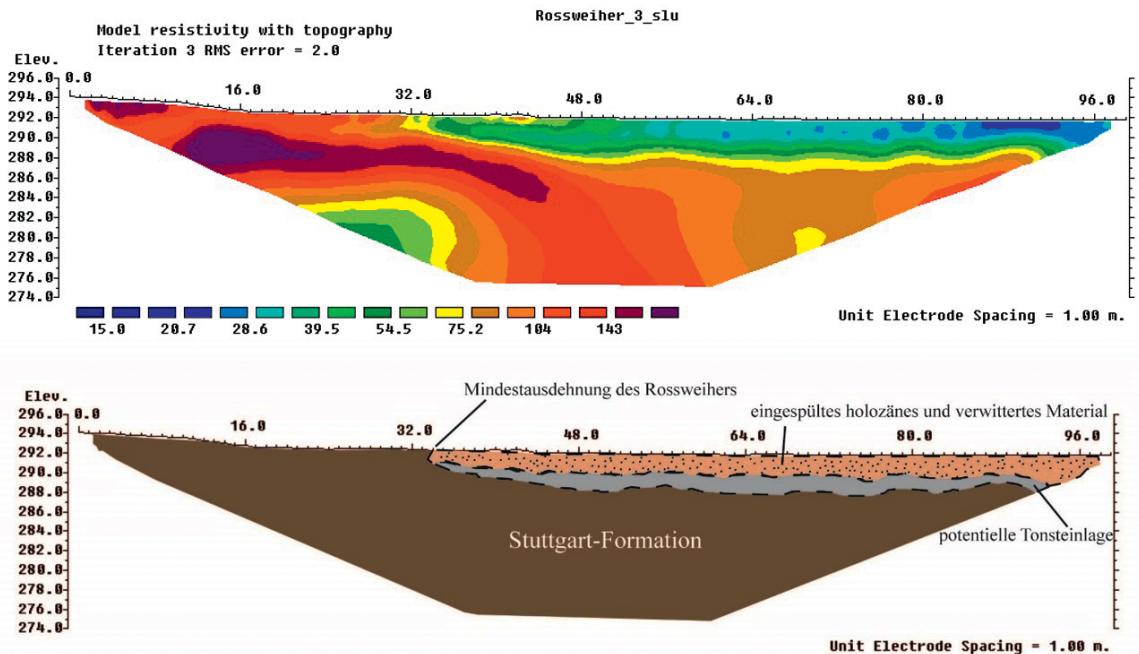 Rossweiher_3_slu
Model resistivity with topography
Iteration 3 RMS error = 2.0
Elev.
296.0
294.0
292.0
290.0
288.0
286.0
284.0
282.0
280.0
278.0
276.0
274.0
0.0 16.0 32.0 48.0 64.0 80.0 96.0
15.0 20.7 28.6 39.5 54.5 75.2 104 143
Unit Electrode Spacing = 1.00 m.
Mindestausdehnung des Rossweihers
eingespültes holozänes und verwittertes Material
Elev.
296.0
294.0
292.0
290.0
288.0
286.0
284.0
282.0
280.0
278.0
276.0
274.0
0.0 16.0 32.0 48.0 64.0 80.0 96.0
Stuttgart-Formation
potentielle Tonsteinlage
Unit Electrode Spacing = 1.00 m.